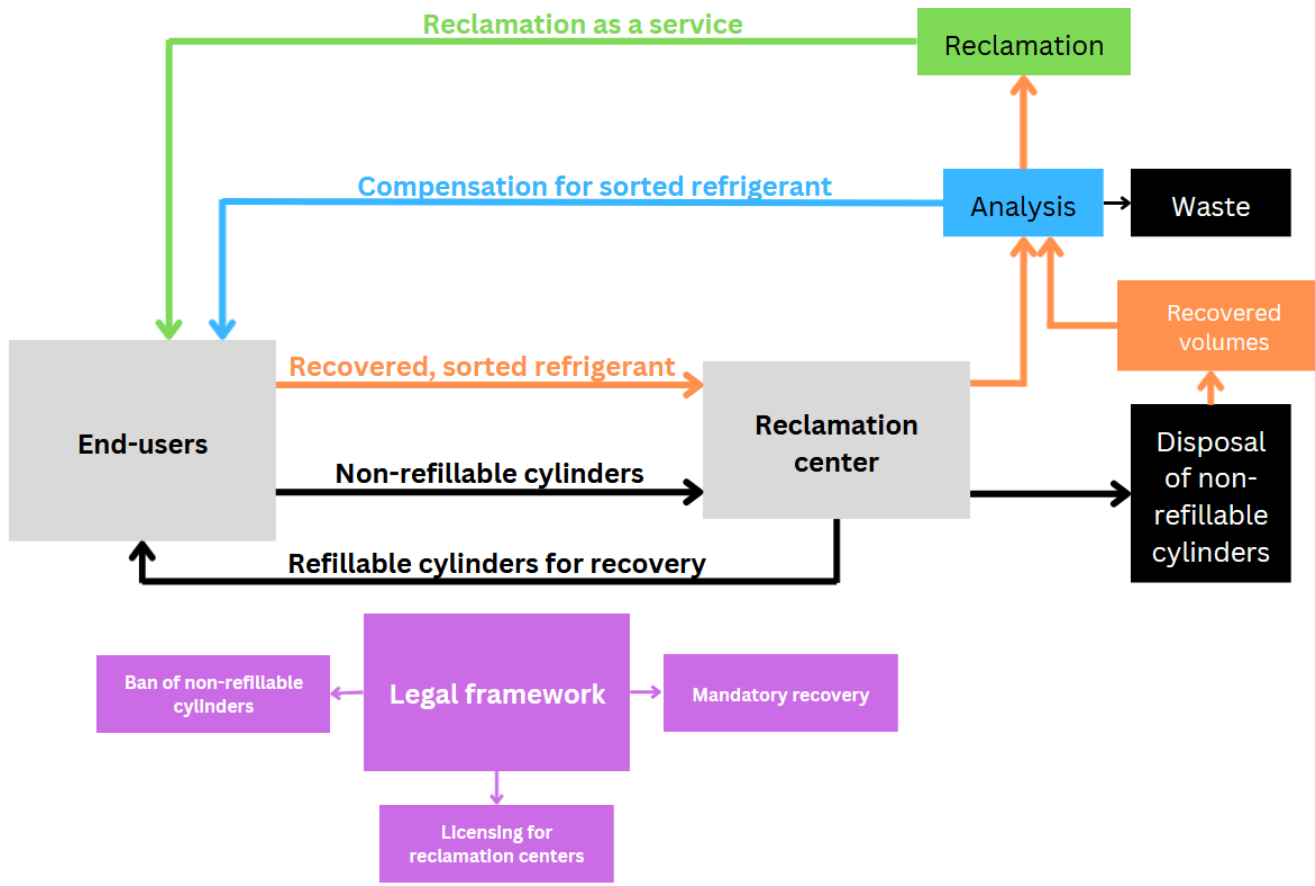 Reclamation as a service
Reclamation
Compensation for sorted refrigerant
Analysis
Waste
Recovered
volumes
Recovered, sorted refrigerant
End-users
Reclamation
center
Non-refillable cylinders
Disposal
of non-
refillable
cylinders
Refillable cylinders for recovery
Ban of non-refillable
cylinders
Legal framework
Mandatory recovery
Licensing for
reclamation centers